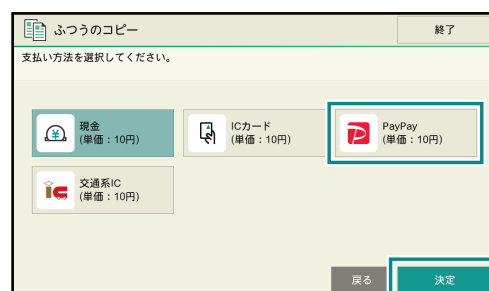 ふつうのコピー
終了
支払い方法を選択してください。
現金
(単価：10円)
ICカード
(単価：10円)
PayPay
(単価：10円)
交通系IC
(単価：10円)
戻る
決定